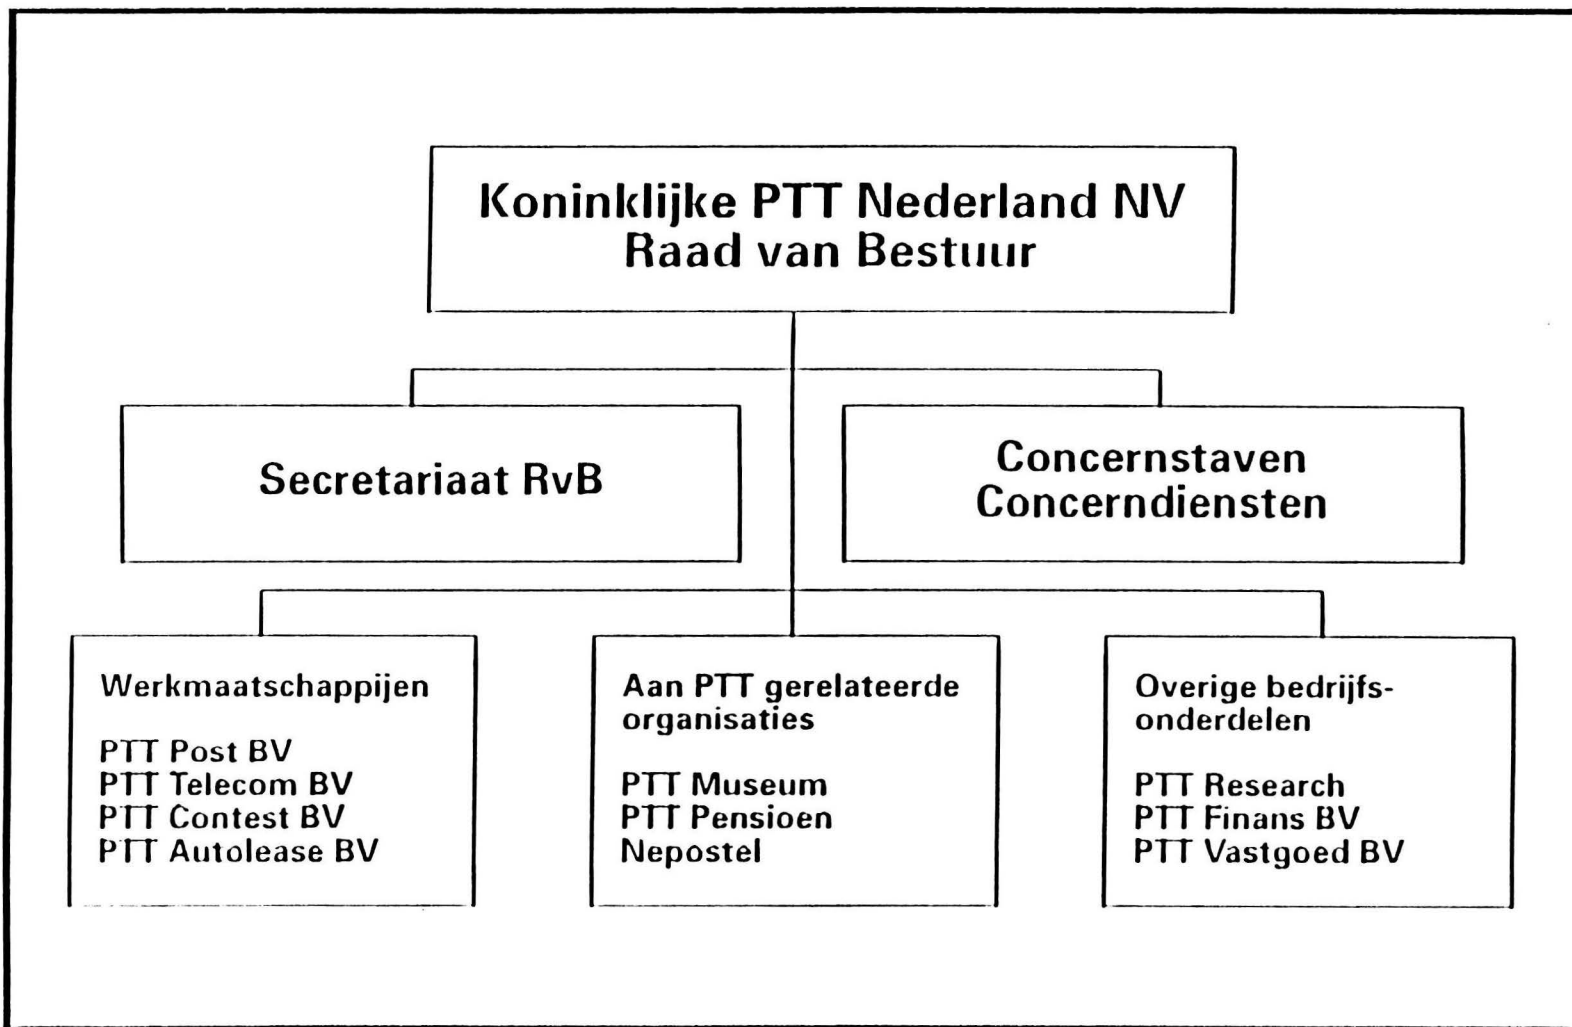 Koninklijke PTT Nederland NV
Raad van Bestuur
Secretariaat RvB
Concernstaven
Concerndiensten
Werkmaatschappijen
PTT Post BV
PTT Telecom BV
PTT Contest BV
PTT Autolease BV
Aan PTT gerelateerde
organisaties
PTT Museum
PTT Pensioen
Nepostel
Overige bedrijfs-
onderdelen
PTT Research
PTT Finans BV
PTT Vastgoed BV